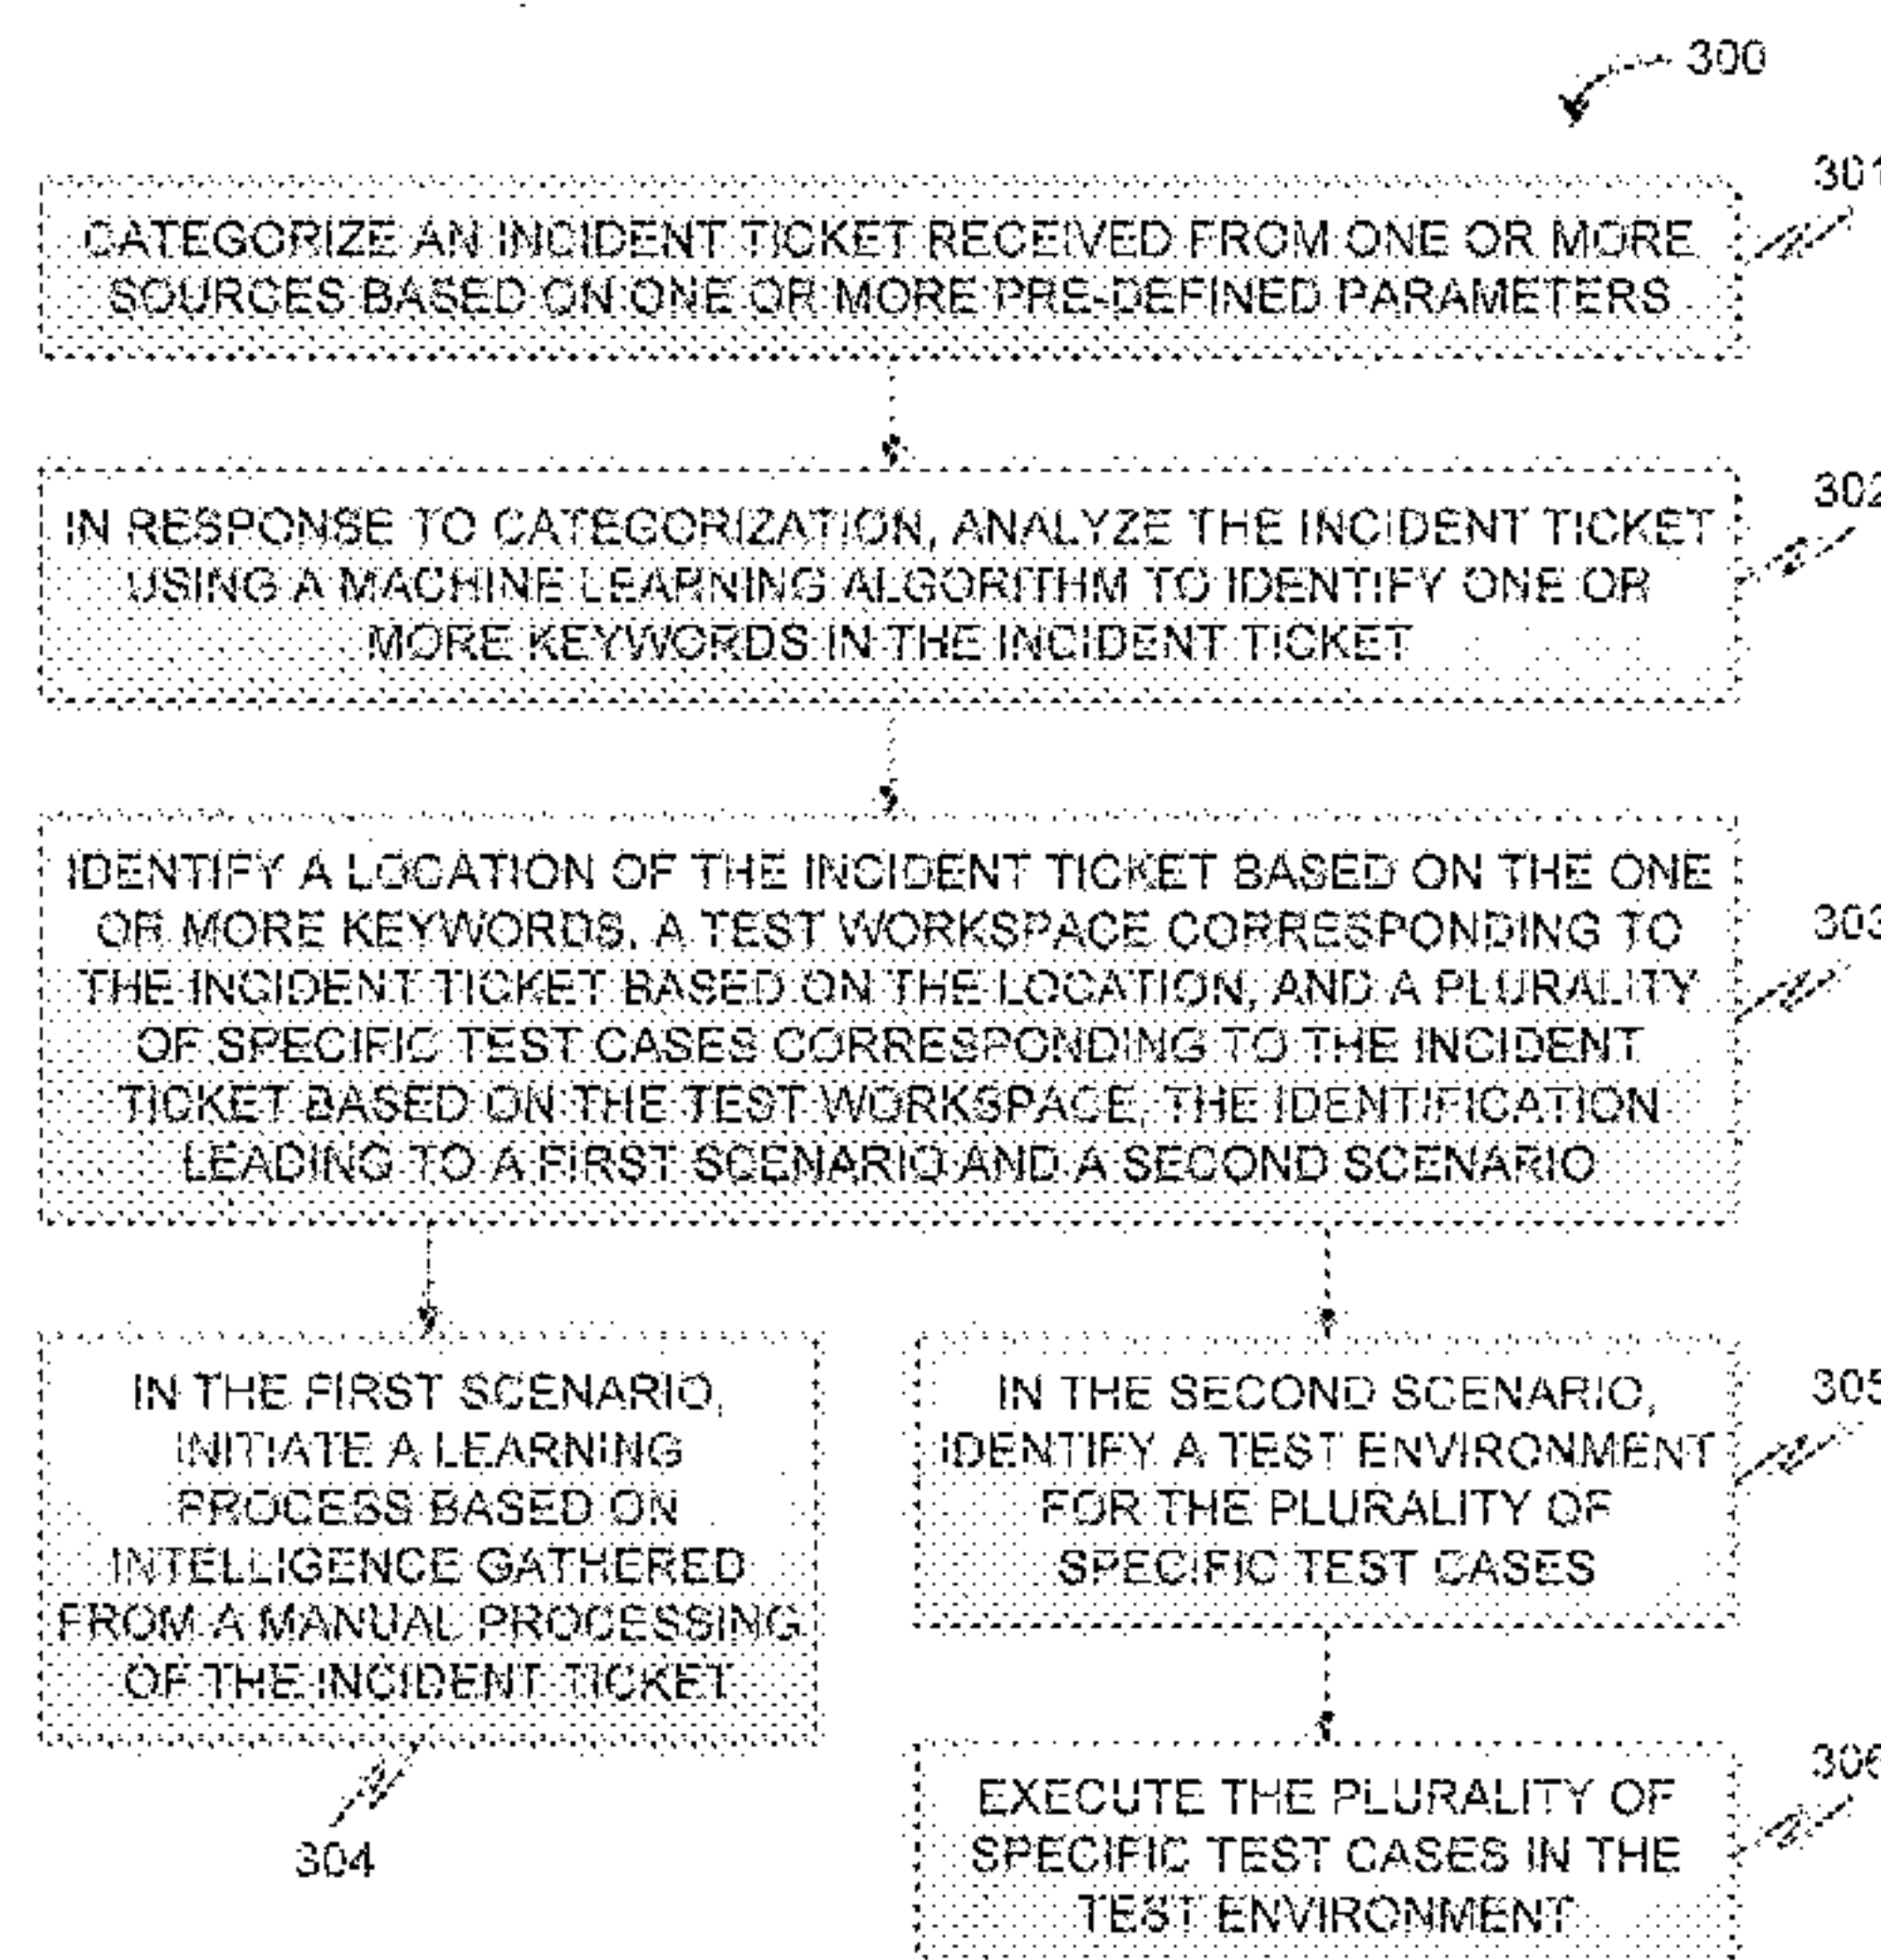 300
301
CATEGORIZE AN INCIDENT TICKET RECEIVED FROM ONE OR MORE
SOURCES BASED ON ONE OR MORE PRE-DEFINED PARAMETERS
302
IN RESPONSE TO CATEGORIZATION, ANALYZE THE INCIDENT TICKET
USING A MACHINE LEARNING ALGORITHM TO IDENTIFY ONE OR
MORE KEYWORDS IN THE INCIDENT TICKET
303
IDENTIFY A LOCATION OF THE INCIDENT TICKET BASED ON THE ONE
OR MORE KEYWORDS, A TEST WORKSPACE CORRESPONDING TO
THE INCIDENT TICKET BASED ON THE LOCATION, AND A PLURALITY
OF SPECIFIC TEST CASES CORRESPONDING TO THE INCIDENT
TICKET BASED ON THE TEST WORKSPACE, THE IDENTIFICATION
LEADING TO A FIRST SCENARIO AND A SECOND SCENARIO
IN THE FIRST SCENARIO,
INITIATE A LEARNING
PROCESS BASED ON
INTELLIGENCE GATHERED
FROM A MANUAL PROCESSING
OF THE INCIDENT TICKET
304
305
IN THE SECOND SCENARIO,
IDENTIFY A TEST ENVIRONMENT
FOR THE PLURALITY OF
SPECIFIC TEST CASES
306
EXECUTE THE PLURALITY OF
SPECIFIC TEST CASES IN THE
TEST ENVIRONMENT